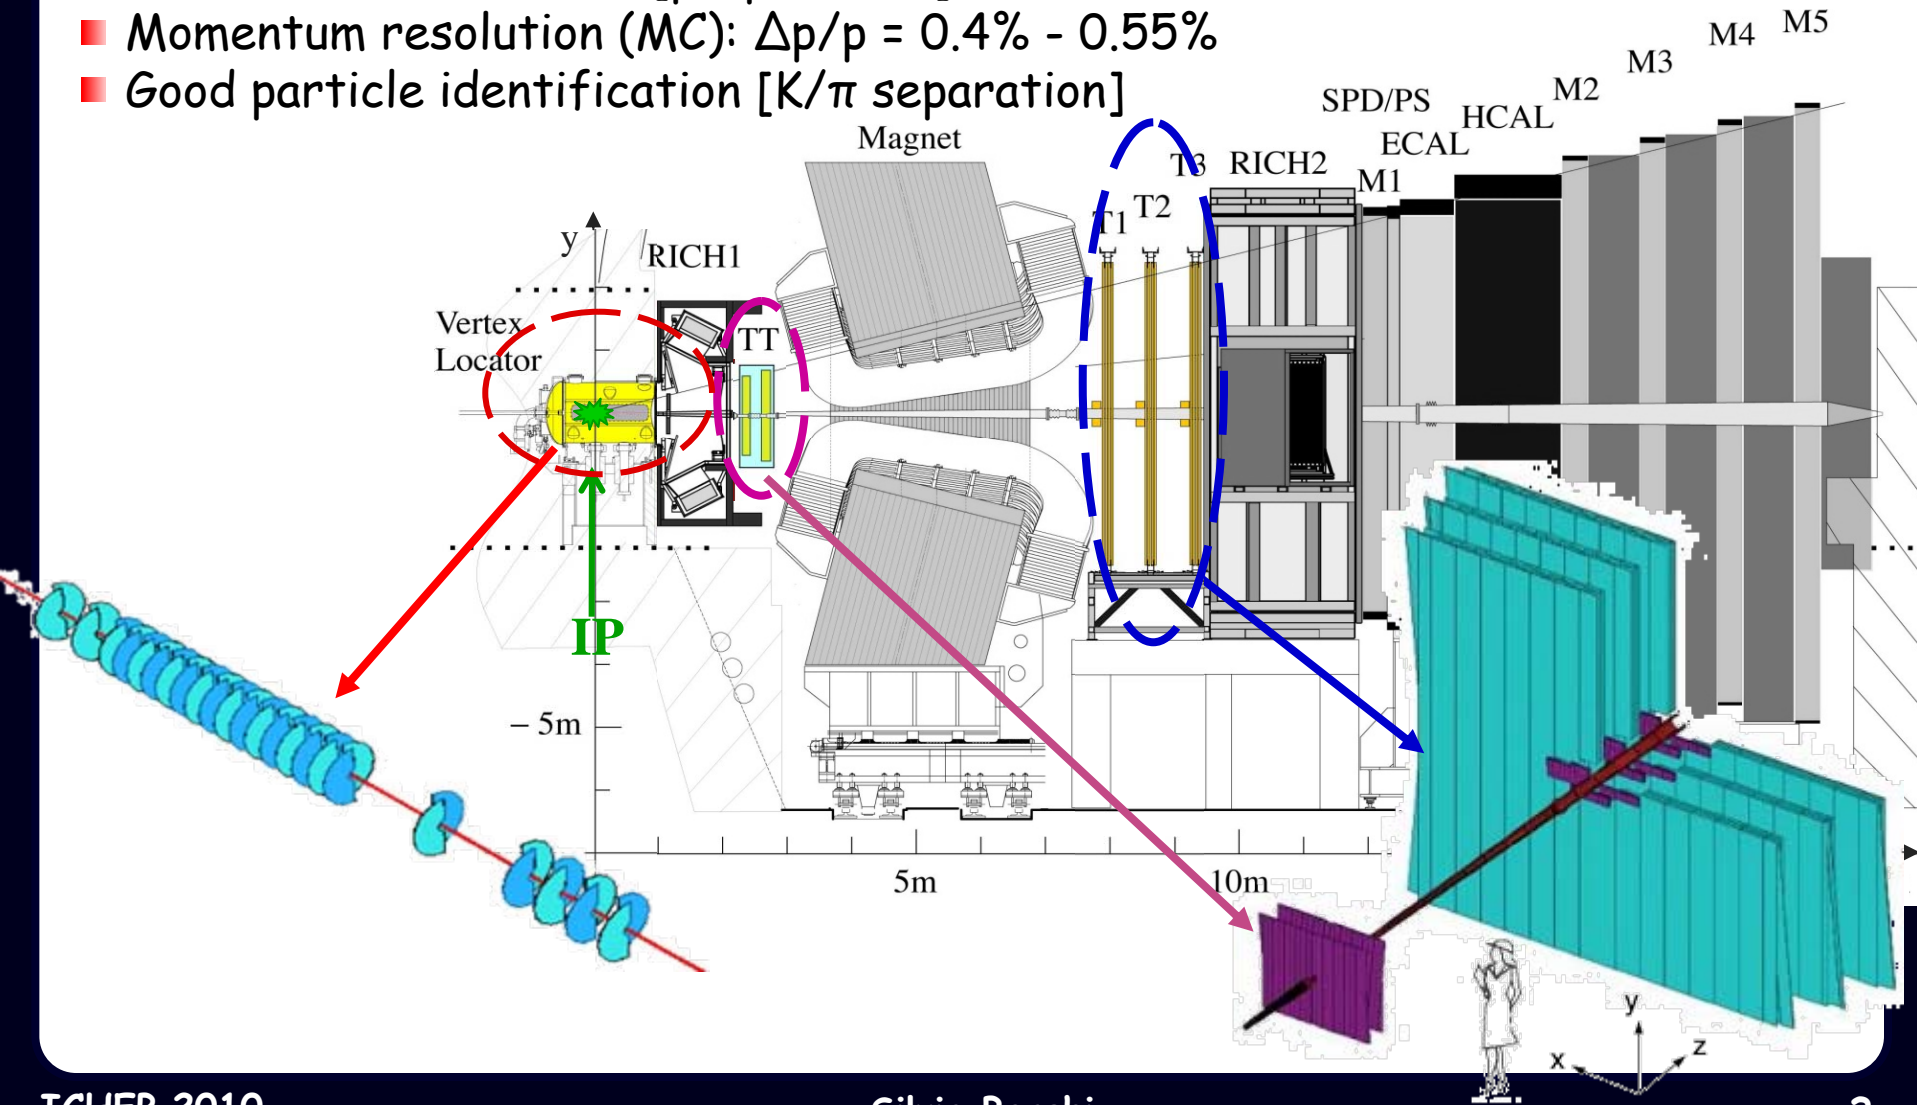 Momentum resolution (MC): Δp/p = 0.4% - 0.55%
Good particle identification [K/π separation]
M5
M4
M3
M2
SPD/PS
HCAL
ECAL
Magnet
T3 RICH2
M1
T2
T1
y
RICH1
Vertex
Locator
TT
IP
– 5m
5m
10m
y
z
x
ICHEP 2010
3